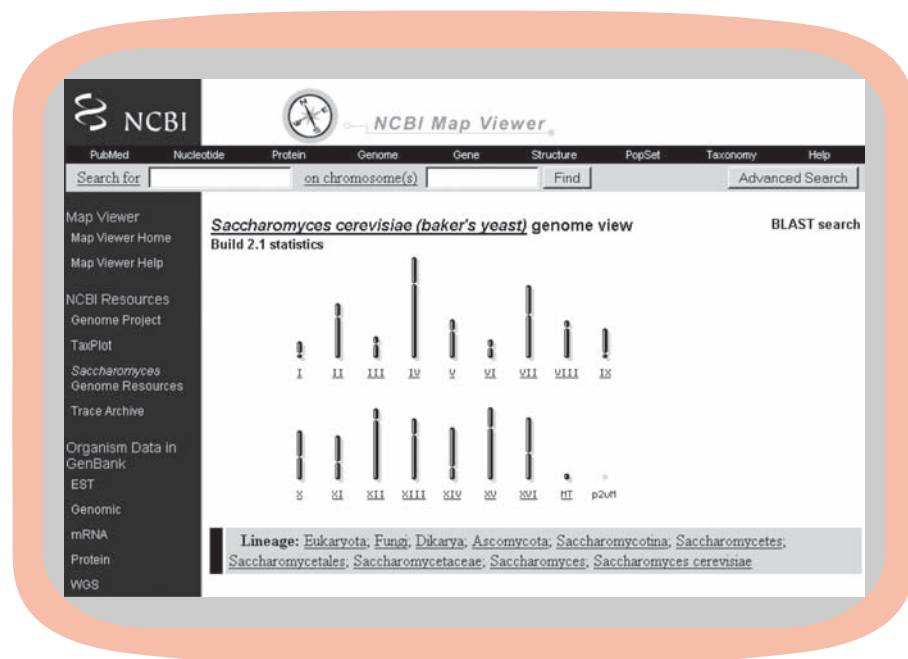 NCBI
NCBI Map Viewer
PubMed Nucleotide Protein Genome Gene Structure PopSet Taxonomy Help
Search for on chromosome(s) Find Advanced Search
Map Viewer
Map Viewer Home
Map Viewer Help
NCBI Resources
Genome Project
TaxPlot
Saccharomyces
Genome Resources
Trace Archive
Organism Data in
GenBank
EST
Genomic
mRNA
Protein
WGS
Saccharomyces cerevisiae (baker's yeast) genome view BLAST search
Build 2.1 statistics
I II III IV V VI VII VIII IX
X XI XII XIII XIV XV XVI MT p2uM
Lineage: Eukaryota; Fungi; Dikarya; Ascomycota; Saccharomycotina; Saccharomycetes;
Saccharomycetales; Saccharomycetaceae; Saccharomyces; Saccharomyces cerevisiae